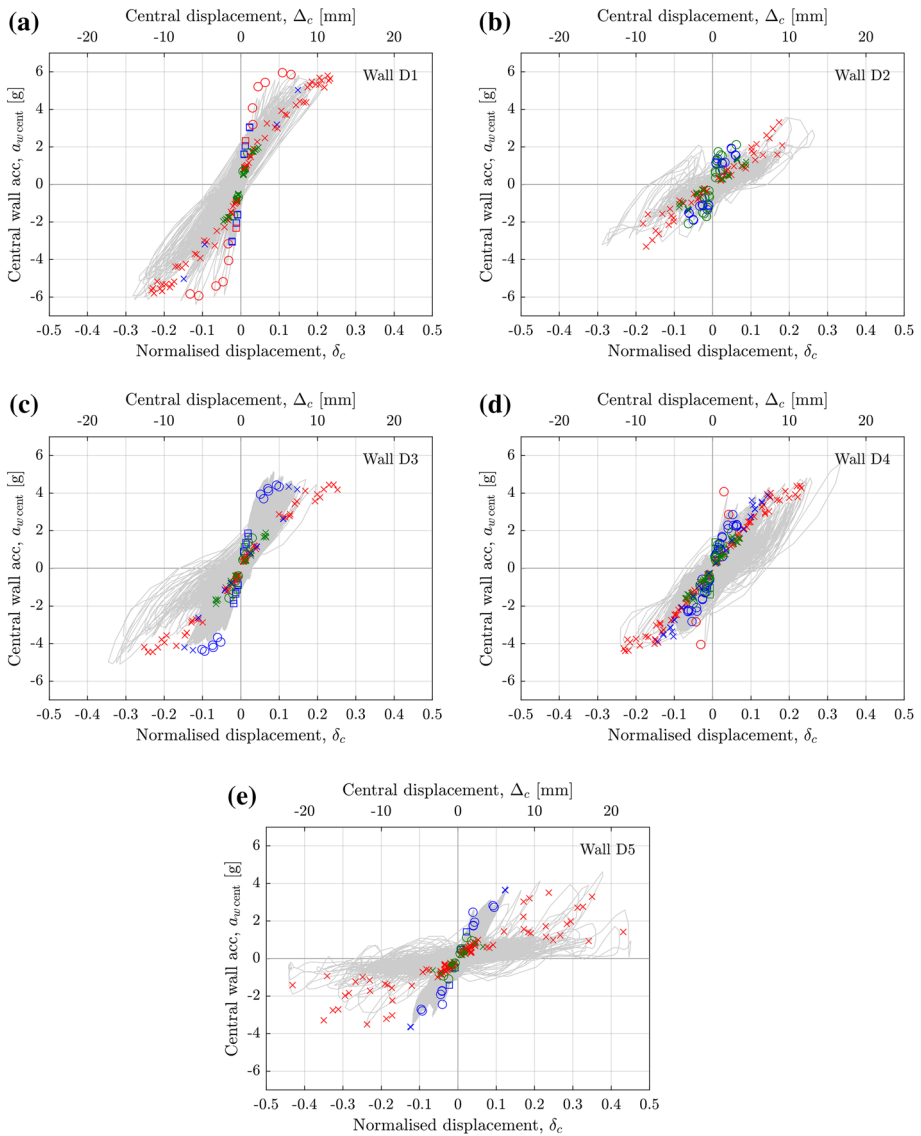 (a)
Central displacement, Δc [mm]
-20 -10 0 10 20
Wall D1
Central wall acc, aw cent [g]
6
4
2
0
-2
-4
-6
-0.5 -0.4 -0.3 -0.2 -0.1 0 0.1 0.2 0.3 0.4 0.5
Normalised displacement, δc
(b)
Central displacement, Δc [mm]
-20 -10 0 10 20
Wall D2
Central wall acc, aw cent [g]
6
4
2
0
-2
-4
-6
-0.5 -0.4 -0.3 -0.2 -0.1 0 0.1 0.2 0.3 0.4 0.5
Normalised displacement, δc
(c)
Central displacement, Δc [mm]
-20 -10 0 10 20
Wall D3
Central wall acc, aw cent [g]
6
4
2
0
-2
-4
-6
-0.5 -0.4 -0.3 -0.2 -0.1 0 0.1 0.2 0.3 0.4 0.5
Normalised displacement, δc
(d)
Central displacement, Δc [mm]
-20 -10 0 10 20
Wall D4
Central wall acc, aw cent [g]
6
4
2
0
-2
-4
-6
-0.5 -0.4 -0.3 -0.2 -0.1 0 0.1 0.2 0.3 0.4 0.5
Normalised displacement, δc
(e)
Central displacement, Δc [mm]
-20 -10 0 10 20
Wall D5
Central wall acc, aw cent [g]
6
4
2
0
-2
-4
-6
-0.5 -0.4 -0.3 -0.2 -0.1 0 0.1 0.2 0.3 0.4 0.5
Normalised displacement, δc